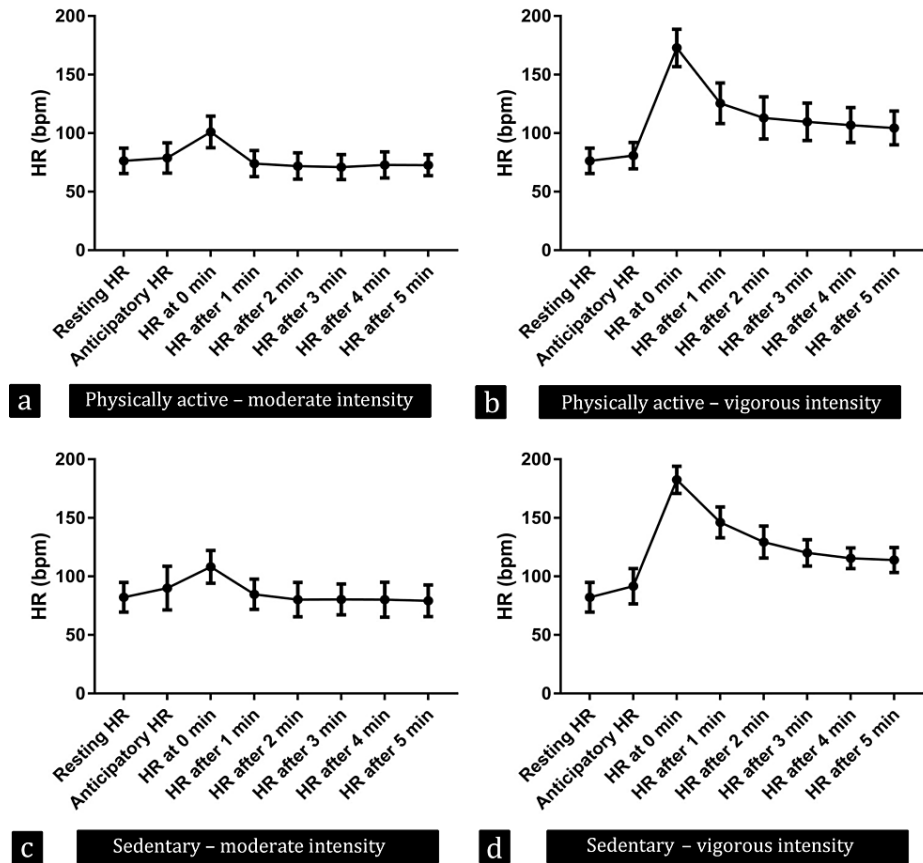 200
150
100
50
0
HR (bpm)
Resting HR
Anticipatory HR
HR at 0 min
HR after 1 min
HR after 2 min
HR after 3 min
HR after 4 min
HR after 5 min
a
Physically active – moderate intensity
200
150
100
50
0
HR (bpm)
Resting HR
Anticipatory HR
HR at 0 min
HR after 1 min
HR after 2 min
HR after 3 min
HR after 4 min
HR after 5 min
b
Physically active – vigorous intensity
200
150
100
50
0
HR (bpm)
Resting HR
Anticipatory HR
HR at 0 min
HR after 1 min
HR after 2 min
HR after 3 min
HR after 4 min
HR after 5 min
c
Sedentary – moderate intensity
200
150
100
50
0
HR (bpm)
Resting HR
Anticipatory HR
HR at 0 min
HR after 1 min
HR after 2 min
HR after 3 min
HR after 4 min
HR after 5 min
d
Sedentary – vigorous intensity